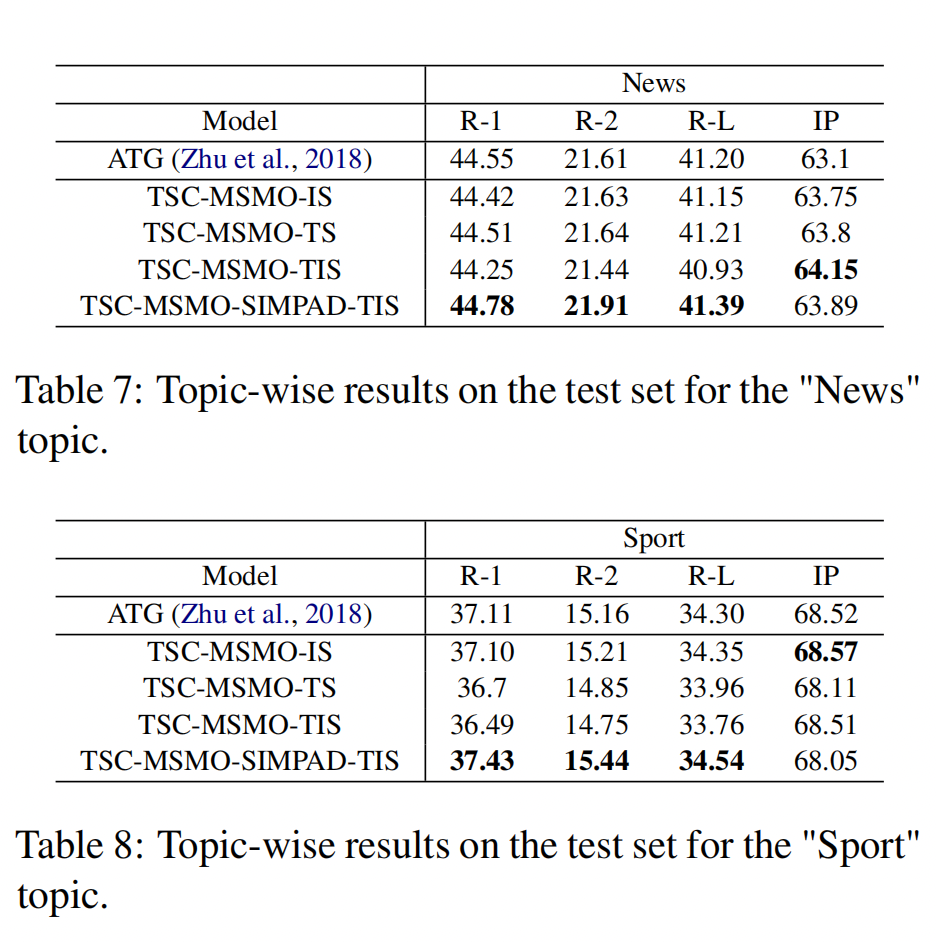 News
Model R-1 R-2 R-L IP
ATG (Zhu et al., 2018) 44.55 21.61 41.20 63.1
TSC-MSMO-IS 44.42 21.63 41.15 63.75
TSC-MSMO-TS 44.51 21.64 41.21 63.8
TSC-MSMO-TIS 44.25 21.44 40.93 64.15
TSC-MSMO-SIMPAD-TIS 44.78 21.91 41.39 63.89
Table 7: Topic-wise results on the test set for the "News"
topic.
Sport
Model R-1 R-2 R-L IP
ATG (Zhu et al., 2018) 37.11 15.16 34.30 68.52
TSC-MSMO-IS 37.10 15.21 34.35 68.57
TSC-MSMO-TS 36.7 14.85 33.96 68.11
TSC-MSMO-TIS 36.49 14.75 33.76 68.51
TSC-MSMO-SIMPAD-TIS 37.43 15.44 34.54 68.05
Table 8: Topic-wise results on the test set for the "Sport"
topic.